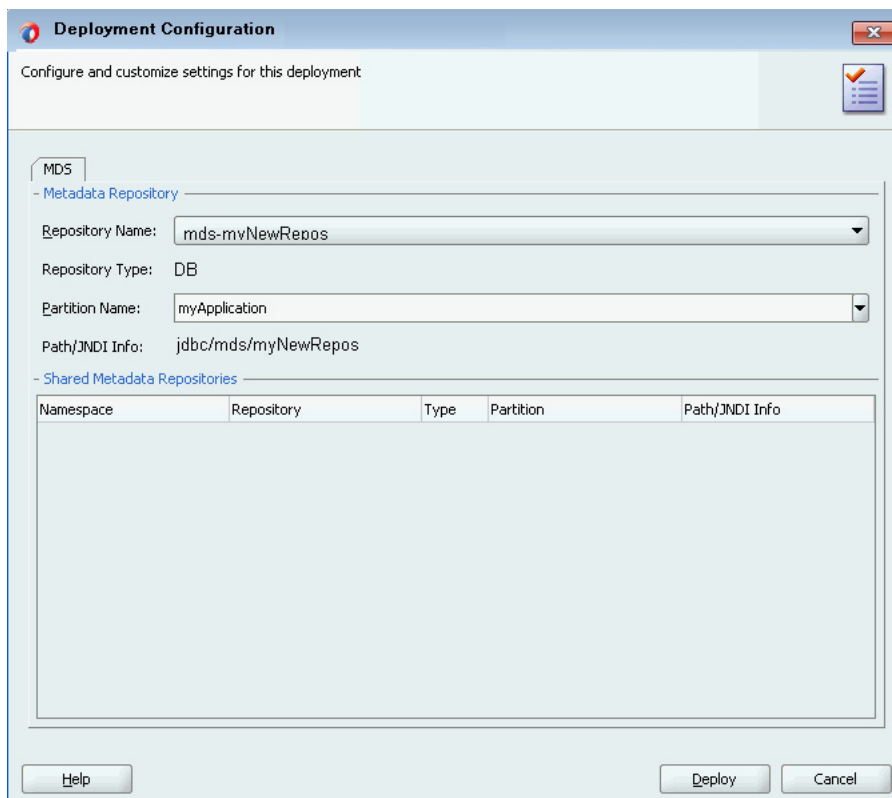 Deployment Configuration
Configure and customize settings for this deployment
MDS
Metadata Repository
Repository Name: mds-myNewRepos
Repository Type: DB
Partition Name: myApplication
Path/JNDI Info: jdbc/mds/myNewRepos
Shared Metadata Repositories
Namespace Repository Type Partition Path/JNDI Info
Help Deploy Cancel